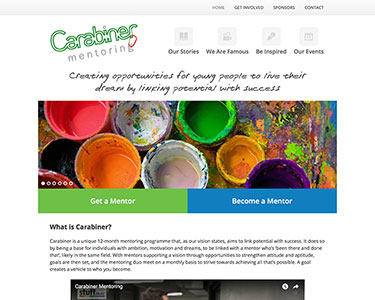 HOME GET INVOLVED SPONSORS CONTACT
Carabiner
mentoring
Our Stories We Are Famous Be Inspired Our Events
Creating opportunities for young people to live their
dream by linking potential with success
Get a Mentor Become a Mentor
What is Carabiner?
Carabiner is a unique 12-month mentoring programme that, as our vision states, aims to link potential with success. It does so
by being a base for individuals with ambition, motivation and dreams, to be linked with a mentor who's 'been there and done
that', likely in the same field. With mentors supporting a vision through opportunities to strengthen attitude and aptitude,
goals are then set, and the mentoring duo meet on a monthly basis to strive towards achieving all that's possible. A goal
creates a vehicle to who you become.
Carabiner Mentoring
stuff